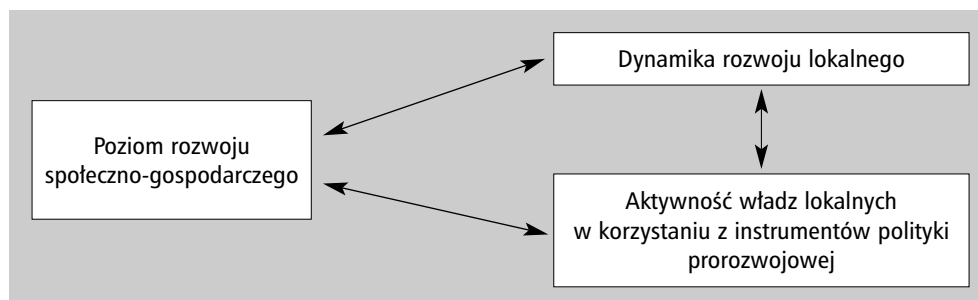 Dynamika rozwoju lokalnego
Poziom rozwoju
społeczno-gospodarczego
Aktywność władz lokalnych
w korzystaniu z instrumentów polityki
prorozwojowej